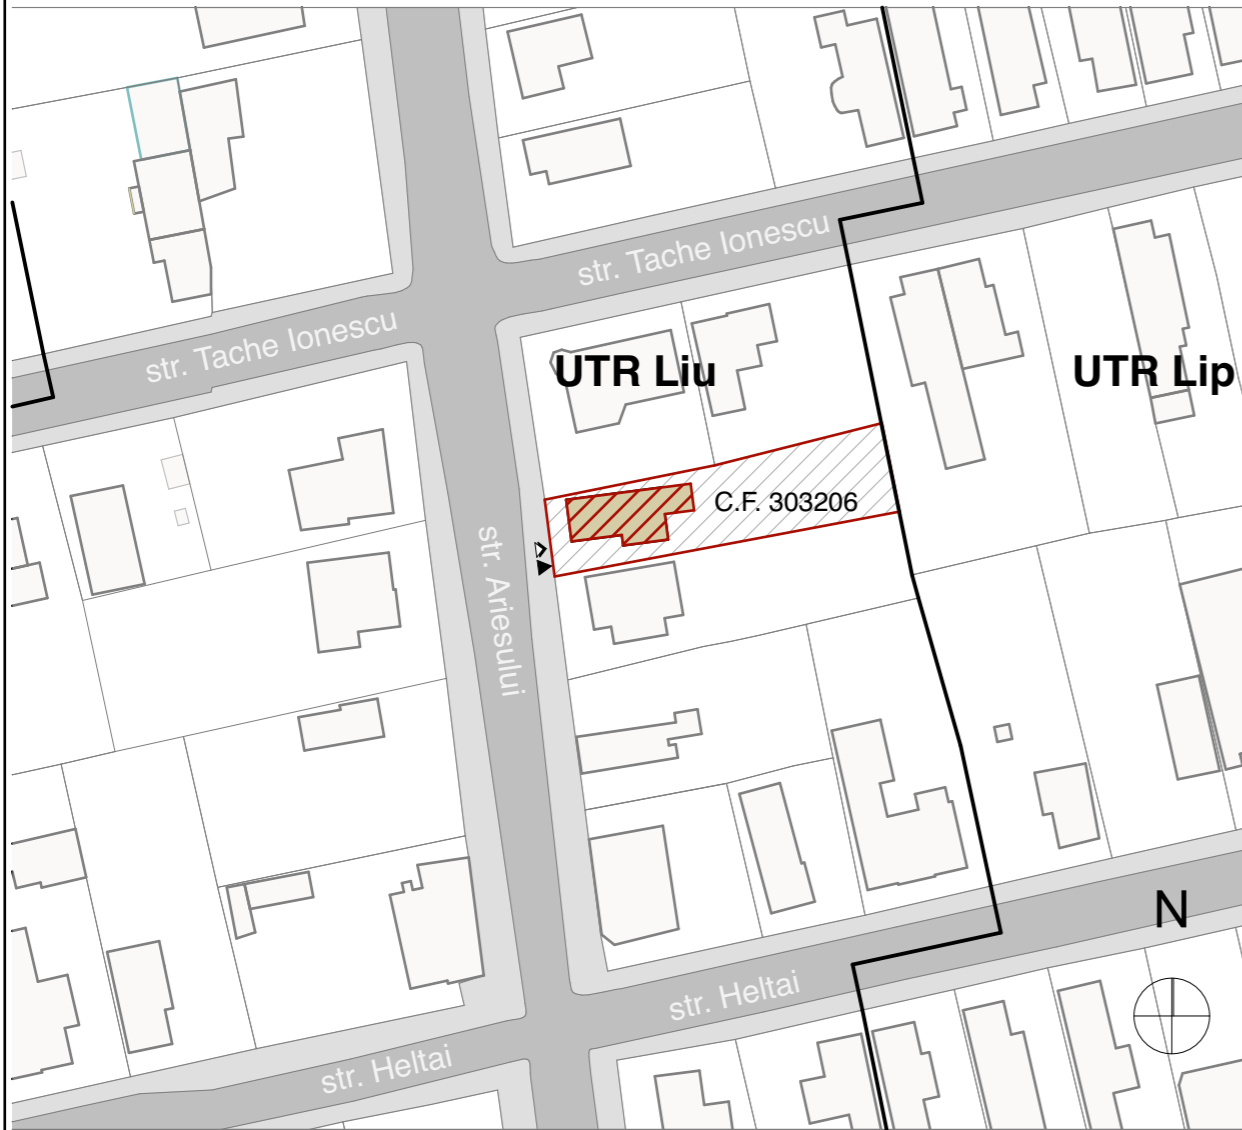 str. Tache Ionescu
str. Tache Ionescu
UTR Liu
UTR Lip
C.F. 303206
str. Ariesului
N
str. Heltai
str. Heltai